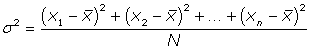 σ² = ((x₁ − x̄)² + (x₂ − x̄)² + ... + (xₙ − x̄)²) / N